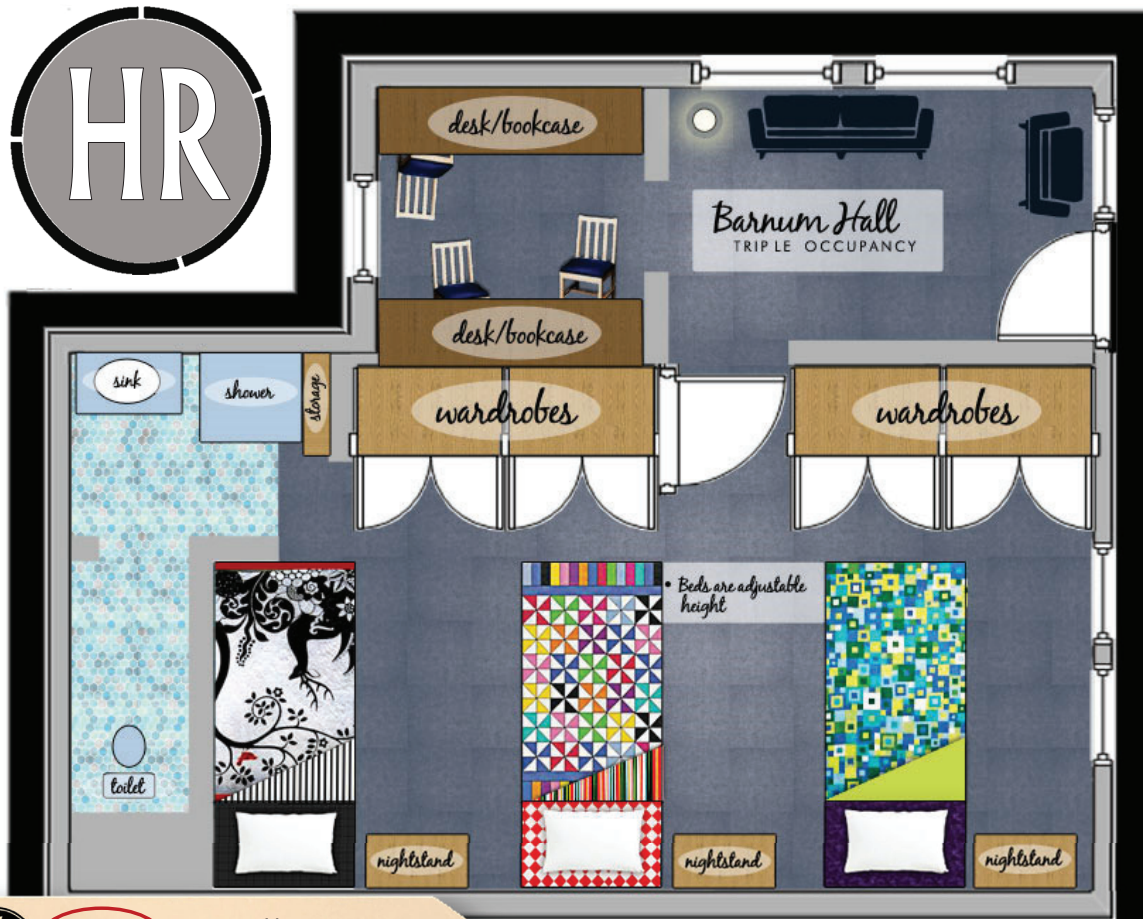 HR
desk/bookcase
Barnum Hall
TRIPLE OCCUPANCY
desk/bookcase
sink
shower
storage
wardrobes
wardrobes
• Beds are adjustable
height
toilet
nightstand
nightstand
nightstand